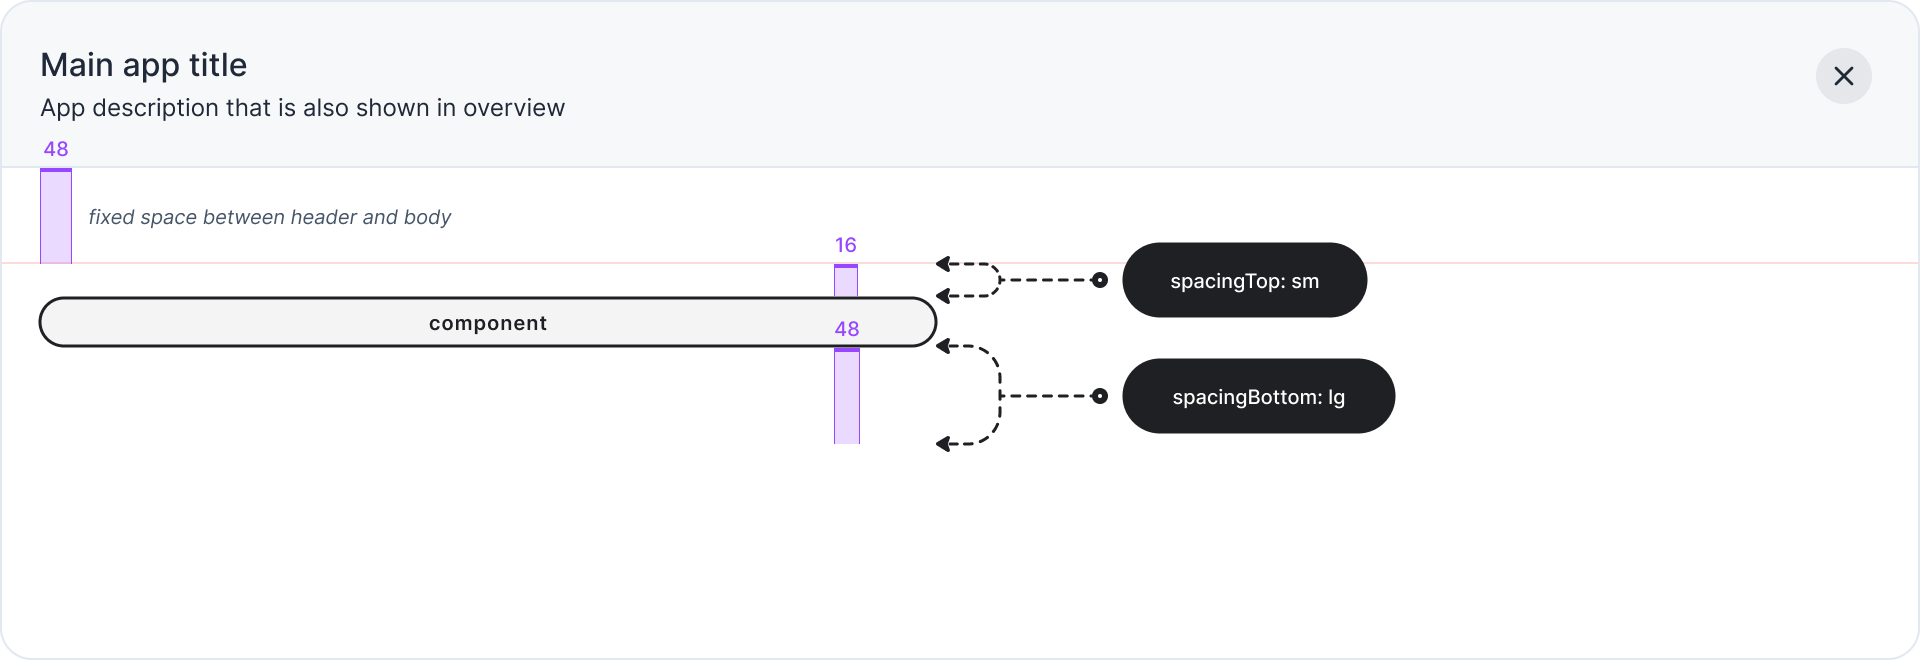 Main app title
App description that is also shown in overview
48
fixed space between header and body
16
spacingTop: sm
component
48
spacingBottom: lg